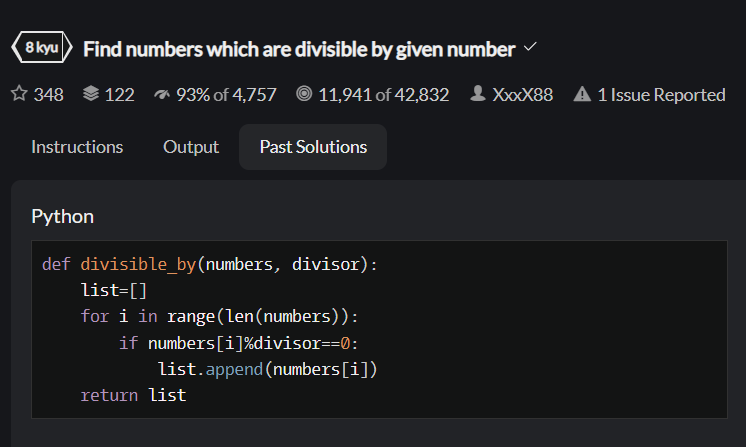 8 kyu Find numbers which are divisible by given number
348 122 93% of 4,757 11,941 of 42,832 XxxX88 1 Issue Reported
Instructions Output Past Solutions
Python
def divisible_by(numbers, divisor):
    list=[]
    for i in range(len(numbers)):
        if numbers[i]%divisor==0:
            list.append(numbers[i])
    return list